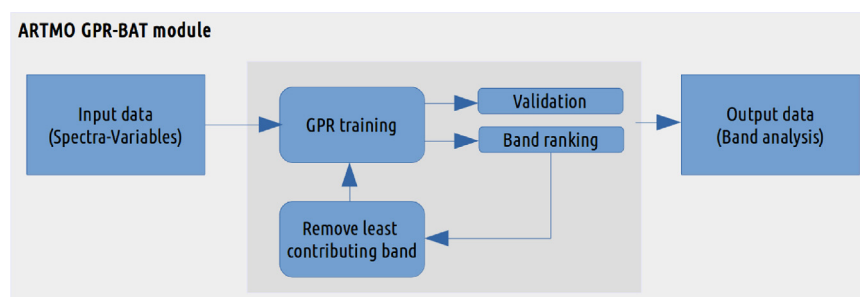 ARTMO GPR-BAT module
Input data
(Spectra-Variables)
GPR training
Validation
Band ranking
Remove least
contributing band
Output data
(Band analysis)